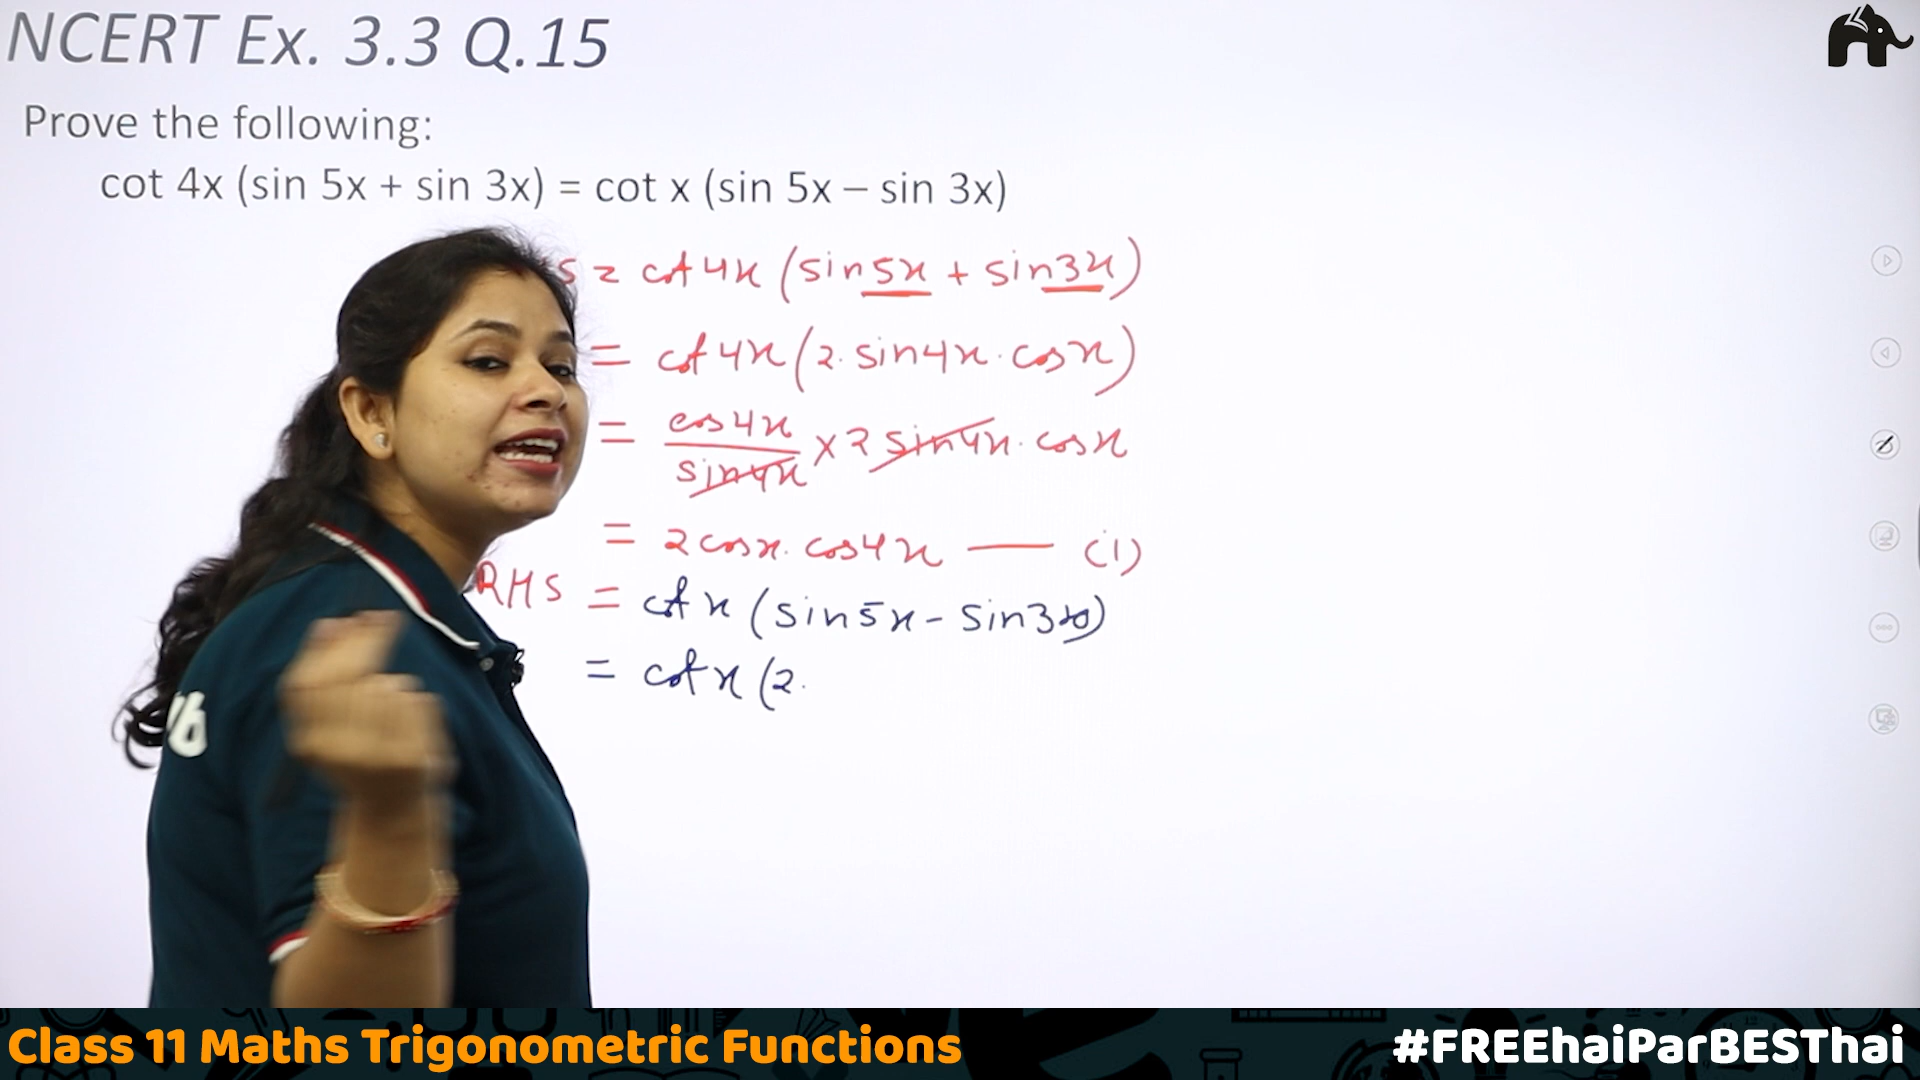 NCERT Ex. 3.3 Q.15
Prove the following:
cot 4x (sin 5x + sin 3x) = cot x (sin 5x – sin 3x)
S = cot 4x (sin 5x + sin 3x)
= cot 4x (2. sin 4x. cos x)
= cos 4x / sin 4x × 2 sin 4x. cos x
= 2 cos x. cos 4x — (1)
RHS = cot x (sin 5x - sin 3x)
= cot x (2.
Class 11 Maths Trigonometric Functions
#FREEhaiParBESThai